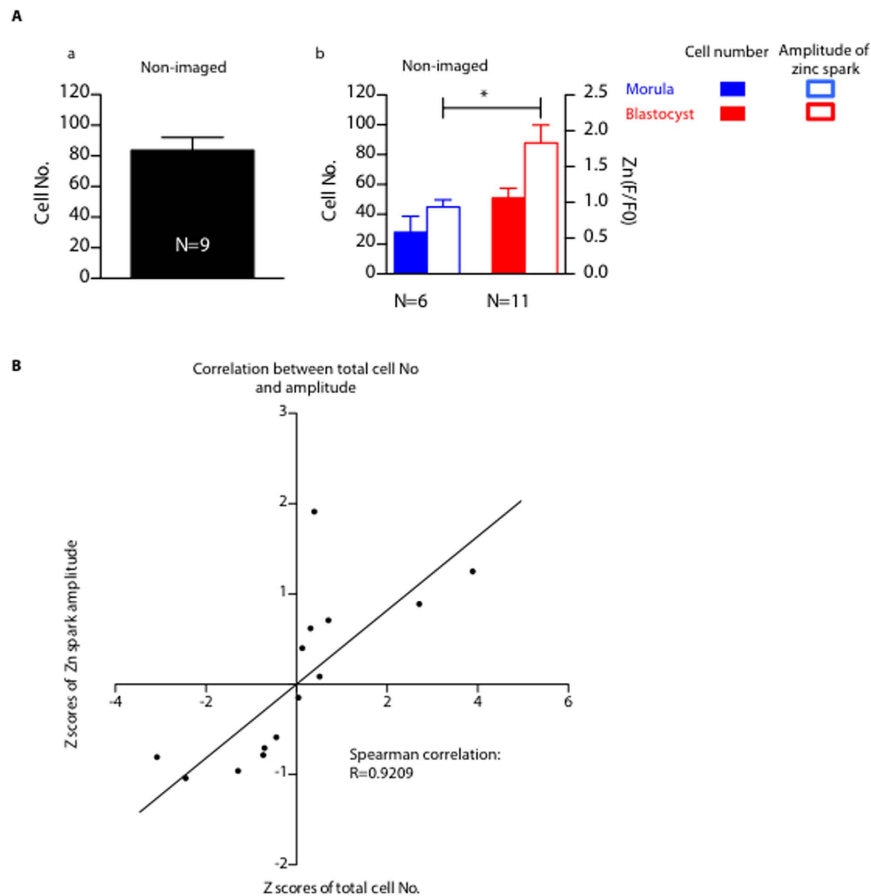 A
a
Non-imaged
120
100
80
60
40
20
0
Cell No.
N=9
b
Non-imaged
120
100
80
60
40
20
0
Cell No.
*
2.5
2.0
1.5
1.0
0.5
0.0
Zn(F/F0)
N=6
N=11
Cell number
Amplitude of
zinc spark
Morula
Blastocyst
B
Correlation between total cell No
and amplitude
3
2
1
-1
-2
-4
-2
2
4
6
Z scores of Zn spark amplitude
Spearman correlation:
R=0.9209
Z scores of total cell No.